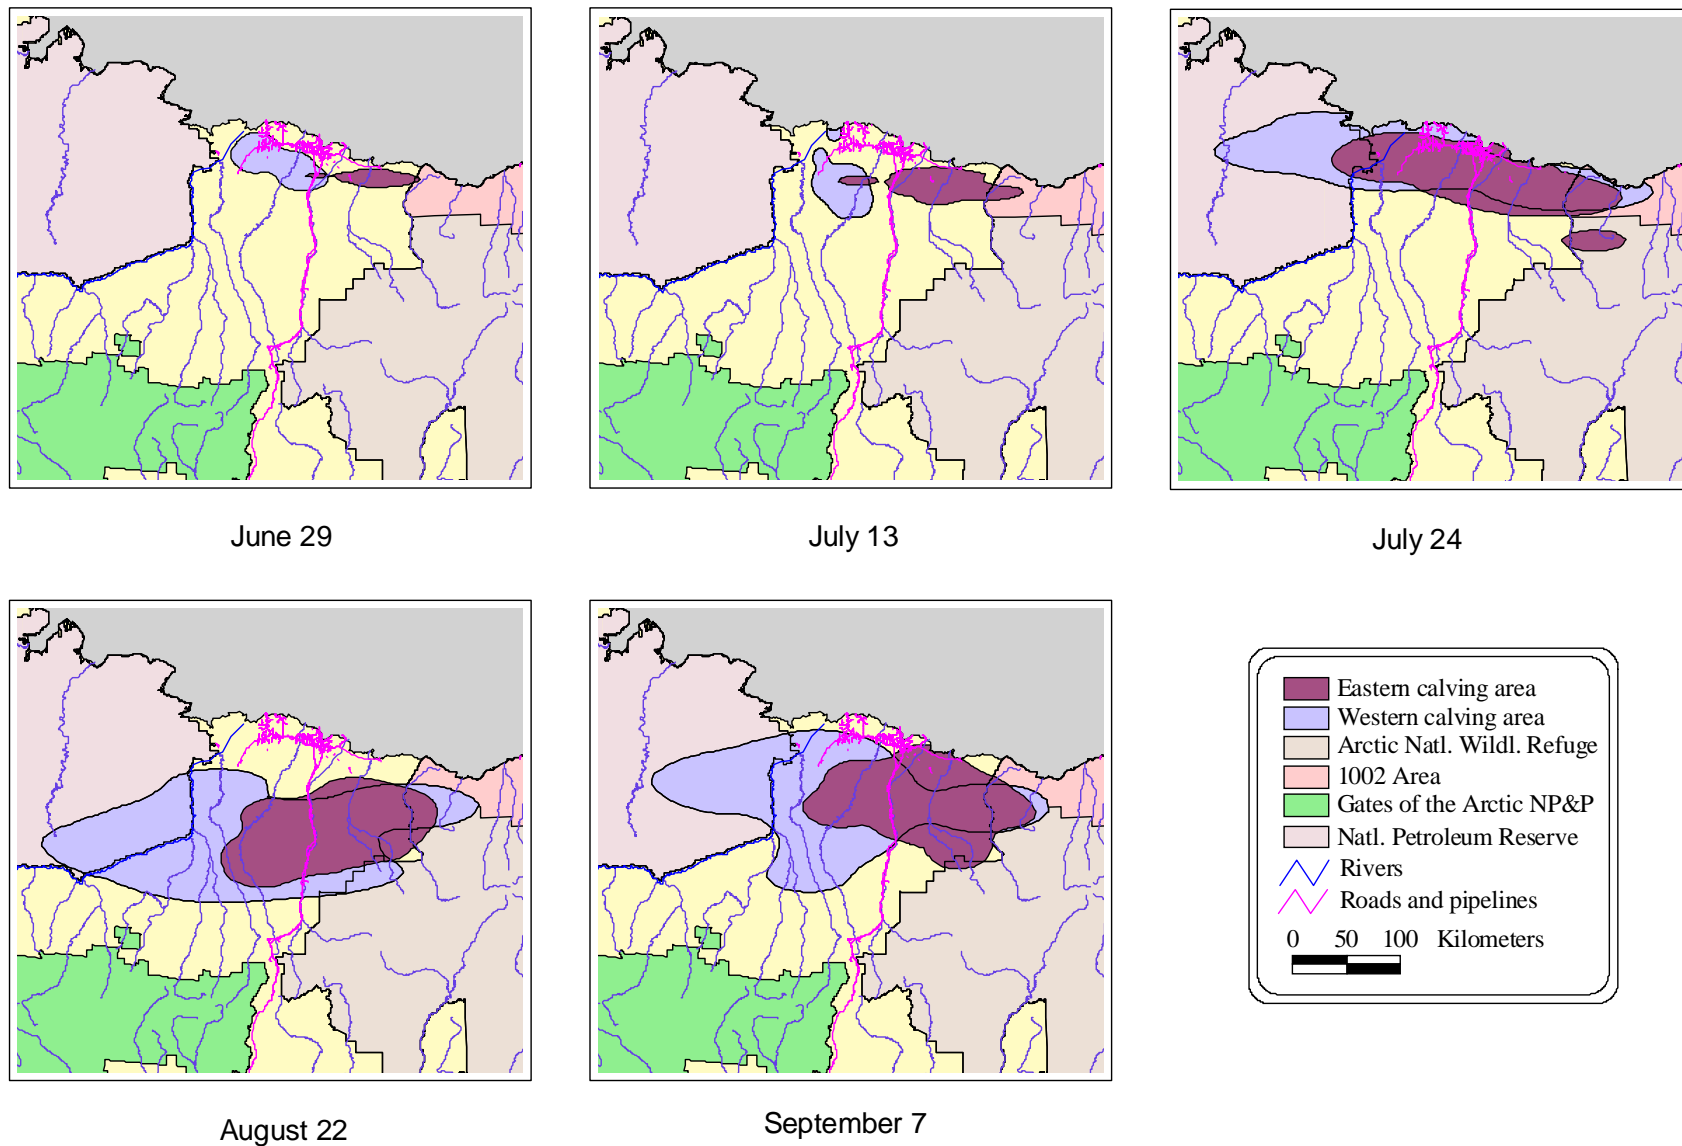 June 29
July 13
July 24
August 22
September 7
Eastern calving area
Western calving area
Arctic Natl. Wildl. Refuge
1002 Area
Gates of the Arctic NP&P
Natl. Petroleum Reserve
Rivers
Roads and pipelines
0 50 100 Kilometers